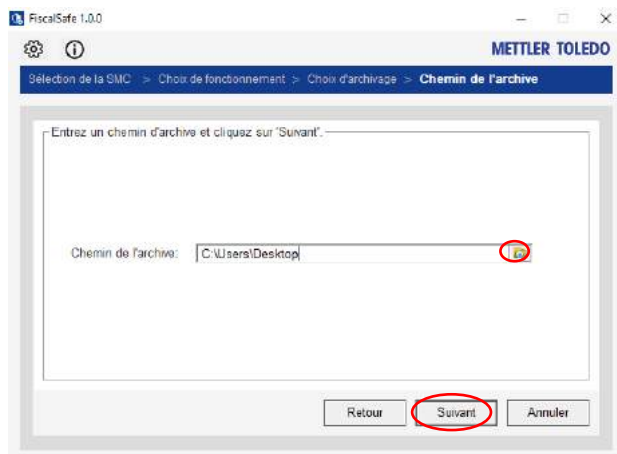 FiscalSafe 1.0.0
METTLER TOLEDO
Sélection de la SMC > Choix de fonctionnement > Choix d'archivage > Chemin de l'archive
Entrez un chemin d'archive et cliquez sur 'Suivant'.
Chemin de l'archive: C:\Users\Desktop
Retour Suivant Annuler